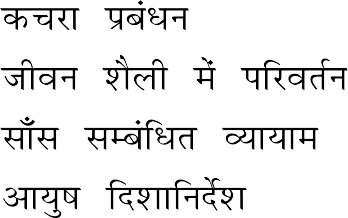 कचरा प्रबंधन
जीवन शैली में परिवर्तन
साँस सम्बंधित व्यायाम
आयुष दिशानिर्देश